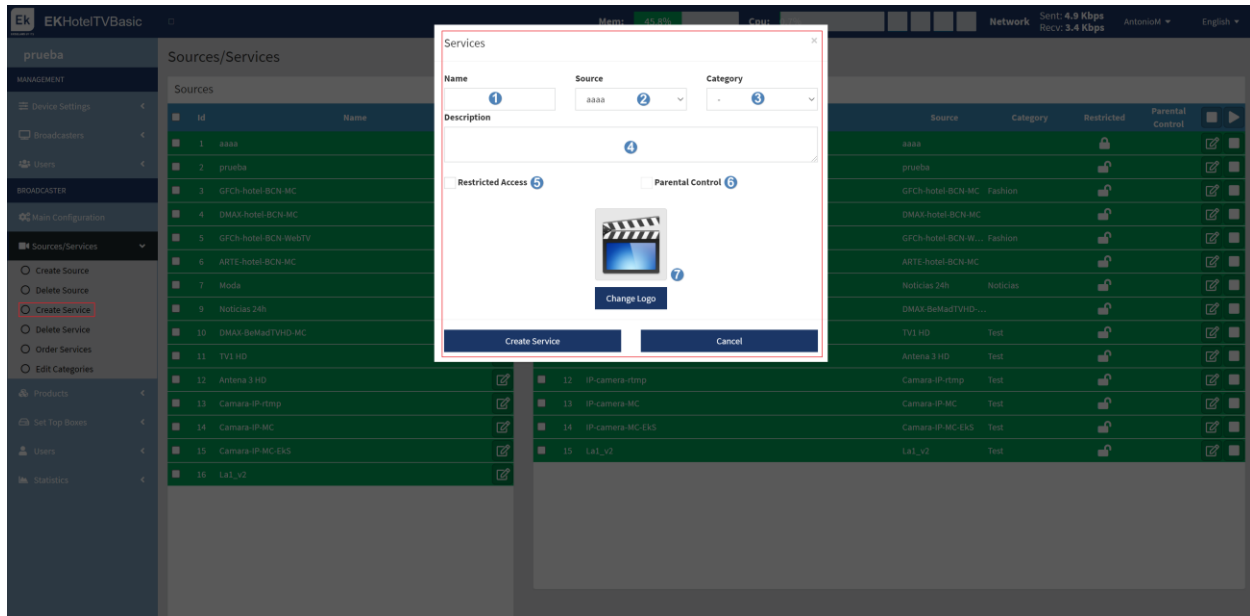 Ek EKHotelTVBasic Mem: 45.8% Cpu: Network Sent: 4.9 Kbps Recv: 3.4 Kbps AntonioM English
prueba
MANAGEMENT
Device Settings
Broadcasters
Users
BROADCASTER
Main Configuration
Sources/Services
Create Source
Delete Source
Create Service
Delete Service
Order Services
Edit Categories
Products
Set Top Boxes
Users
Statistics
Sources/Services
Sources
Id Name
1 aaaa
2 prueba
3 GFCh-hotel-BCN-MC
4 DMAX-hotel-BCN-MC
5 GFCh-hotel-BCN-WebTV
6 ARTE-hotel-BCN-MC
7 Moda
9 Noticias 24h
10 DMAX-BeMadTVHD-MC
11 TV1 HD
12 Antena 3 HD
13 Camara-IP-rtmp
14 Camara-IP-MC
15 Camara-IP-MC-EkS
16 La1_v2
Services ×
Name Source Category
1 aaaa 2 - 3
Description
4
Restricted Access 5 Parental Control 6
7
Change Logo
Create Service Cancel
Source Category Restricted Parental Control
aaaa
prueba
GFCh-hotel-BCN-MC Fashion
DMAX-hotel-BCN-MC
GFCh-hotel-BCN-W... Fashion
ARTE-hotel-BCN-MC
Noticias 24h Noticias
DMAX-BeMadTVHD-...
TV1 HD Test
Antena 3 HD Test
12 IP-camera-rtmp Camara-IP-rtmp Test
13 IP-camera-MC Camara-IP-MC Test
14 IP-camera-MC-EkS Camara-IP-MC-EkS Test
15 La1_v2 La1_v2 Test